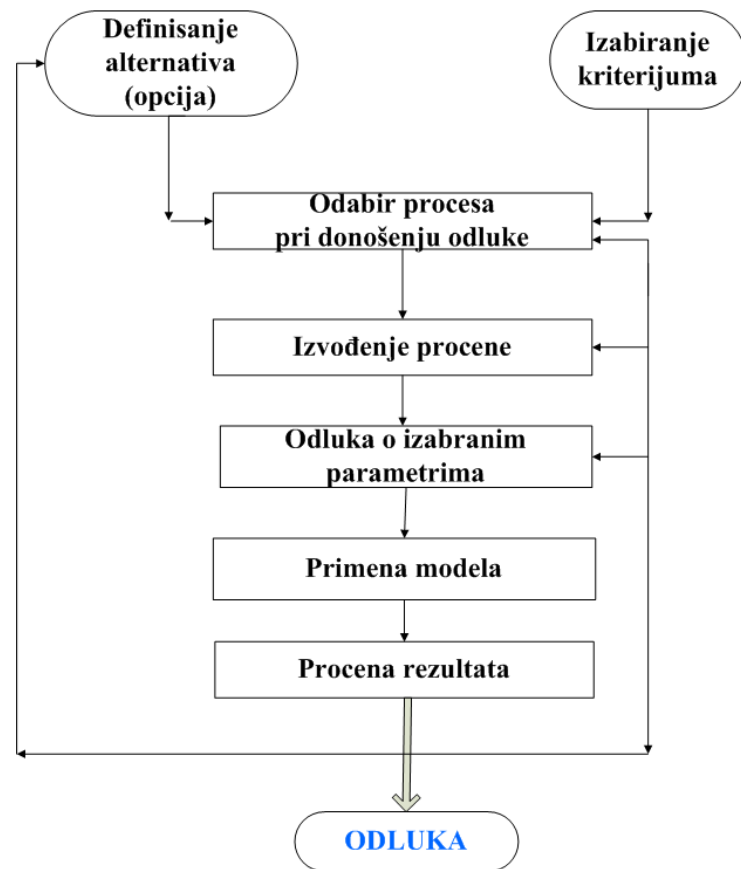 Definisanje
alternativa
(opcija)
Izabiranje
kriterijuma
Odabir procesa
pri donošenju odluke
Izvođenje procene
Odluka o izabranim
parametrima
Primena modela
Procena rezultata
ODLUKA